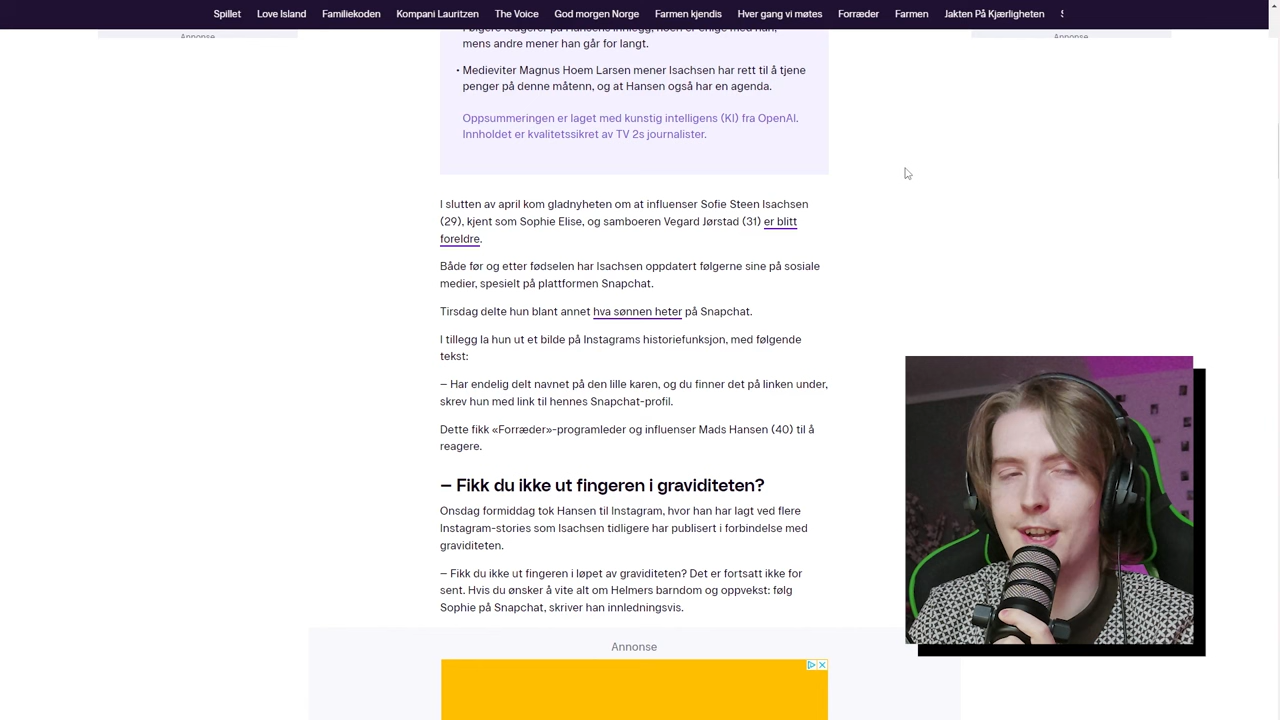 Spillet Love Island Familiekoden Kompani Lauritzen The Voice God morgen Norge Farmen kjendis Hver gang vi møtes Forræder Farmen Jakten På Kjærligheten
Annonse
Annonse
Følgere reagerer på Hansens innlegg, noen er enige med han,
mens andre mener han går for langt.
• Medieviter Magnus Hoem Larsen mener Isachsen har rett til å tjene
penger på denne måtenn, og at Hansen også har en agenda.
Oppsummeringen er laget med kunstig intelligens (KI) fra OpenAI.
Innholdet er kvalitetssikret av TV 2s journalister.
I slutten av april kom gladnyheten om at influenser Sofie Steen Isachsen
(29), kjent som Sophie Elise, og samboeren Vegard Jørstad (31) er blitt
foreldre.
Både før og etter fødselen har Isachsen oppdatert følgerne sine på sosiale
medier, spesielt på plattformen Snapchat.
Tirsdag delte hun blant annet hva sønnen heter på Snapchat.
I tillegg la hun ut et bilde på Instagrams historiefunksjon, med følgende
tekst:
– Har endelig delt navnet på den lille karen, og du finner det på linken under,
skrev hun med link til hennes Snapchat-profil.
Dette fikk «Forræder»-programleder og influenser Mads Hansen (40) til å
reagere.
– Fikk du ikke ut fingeren i graviditeten?
Onsdag formiddag tok Hansen til Instagram, hvor han har lagt ved flere
Instagram-stories som Isachsen tidligere har publisert i forbindelse med
graviditeten.
– Fikk du ikke ut fingeren i løpet av graviditeten? Det er fortsatt ikke for
sent. Hvis du ønsker å vite alt om Helmers barndom og oppvekst: følg
Sophie på Snapchat, skriver han innledningsvis.
Annonse